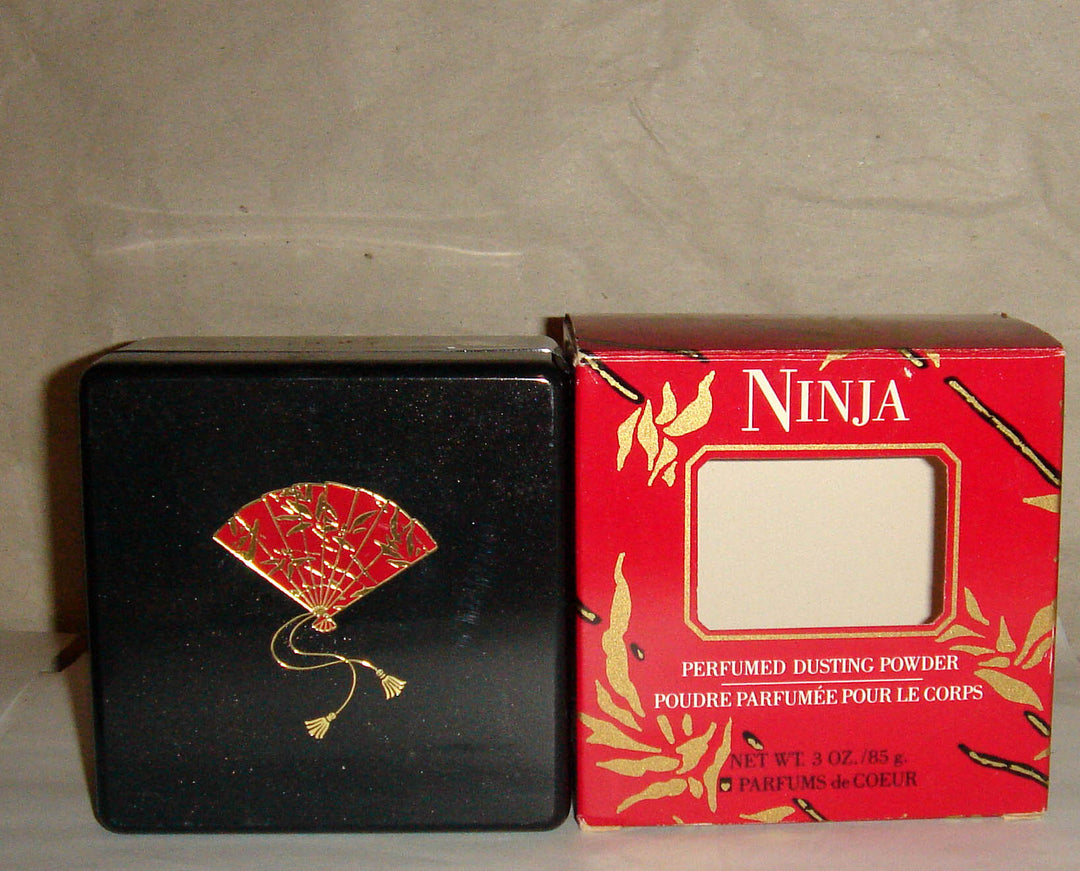 NINJA
PERFUMED DUSTING POWDER
POUDRE PARFUMÉE POUR LE CORPS
NET WT. 3 OZ./85 g.
PARFUMS de COEUR